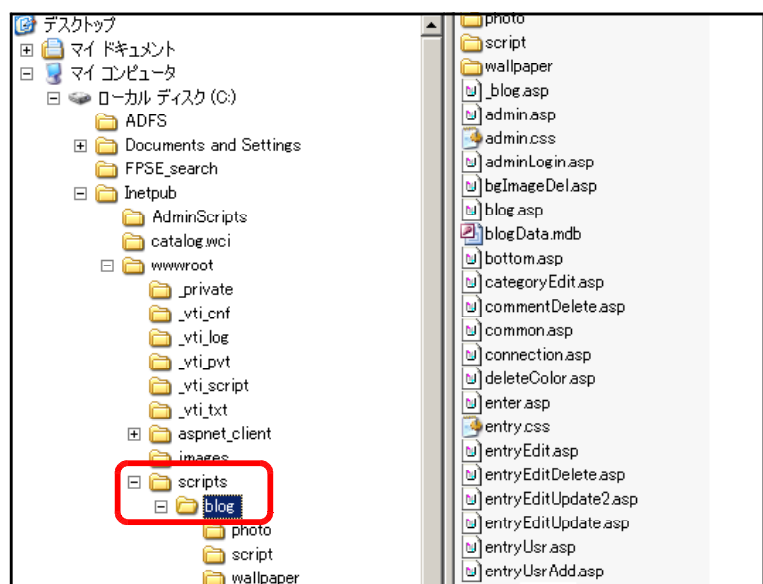 デスクトップ
マイ ドキュメント
マイ コンピュータ
ローカル ディスク (C:)
ADFS
Documents and Settings
FPSE_search
Inetpub
AdminScripts
catalog.wci
wwwroot
_private
_vti_cnf
_vti_log
_vti_pvt
_vti_script
_vti_txt
aspnet_client
images
scripts
blog
photo
script
wallpaper
photo
script
wallpaper
_blog.asp
admin.asp
admin.css
adminLogin.asp
bgImageDel.asp
blog.asp
blogData.mdb
bottom.asp
categoryEdit.asp
commentDelete.asp
common.asp
connection.asp
deleteColor.asp
enter.asp
entry.css
entryEdit.asp
entryEditDelete.asp
entryEditUpdate2.asp
entryEditUpdate.asp
entryUsr.asp
entryUsrAdd.asp